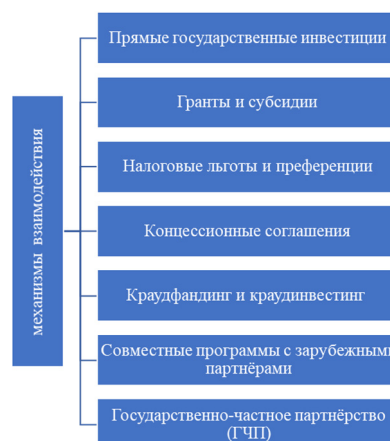 механизмы взаимодействия
Прямые государственные инвестиции
Гранты и субсидии
Налоговые льготы и преференции
Концессионные соглашения
Краудфандинг и краудинвестинг
Совместные программы с зарубежными
партнёрами
Государственно-частное партнёрство
(ГЧП)